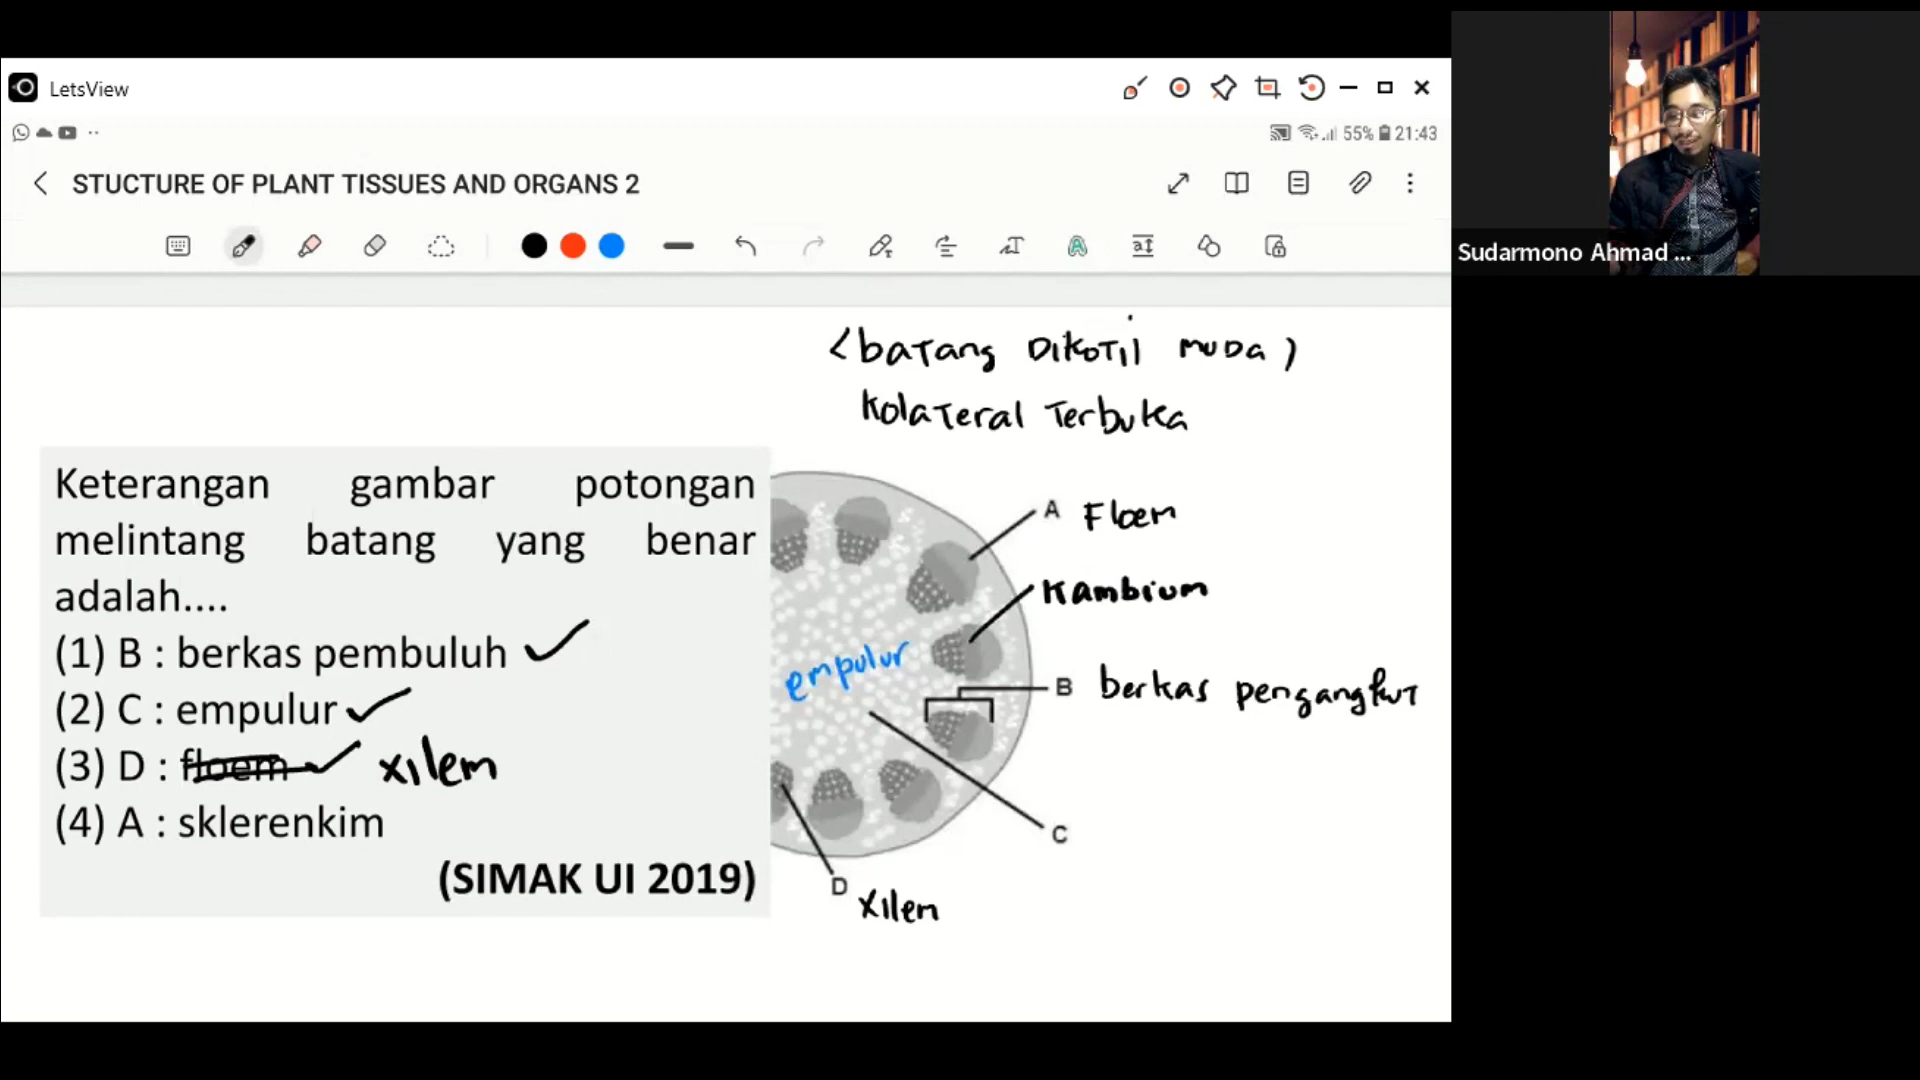 LetsView
55% 21:43
STUCTURE OF PLANT TISSUES AND ORGANS 2
Sudarmono Ahmad ...
(batang Dikotil muda)
Kolateral Terbuka
Keterangan gambar potongan
melintang batang yang benar
adalah....
(1) B : berkas pembuluh
(2) C : empulur
(3) D : floem xilem
(4) A : sklerenkim
(SIMAK UI 2019)
A Floem
Kambium
empulur
B berkas pengangkut
C
D Xilem